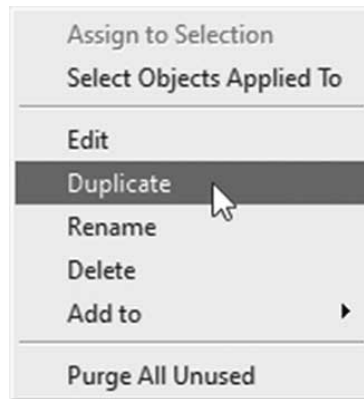 Assign to Selection
Select Objects Applied To
Edit
Duplicate
Rename
Delete
Add to
Purge All Unused